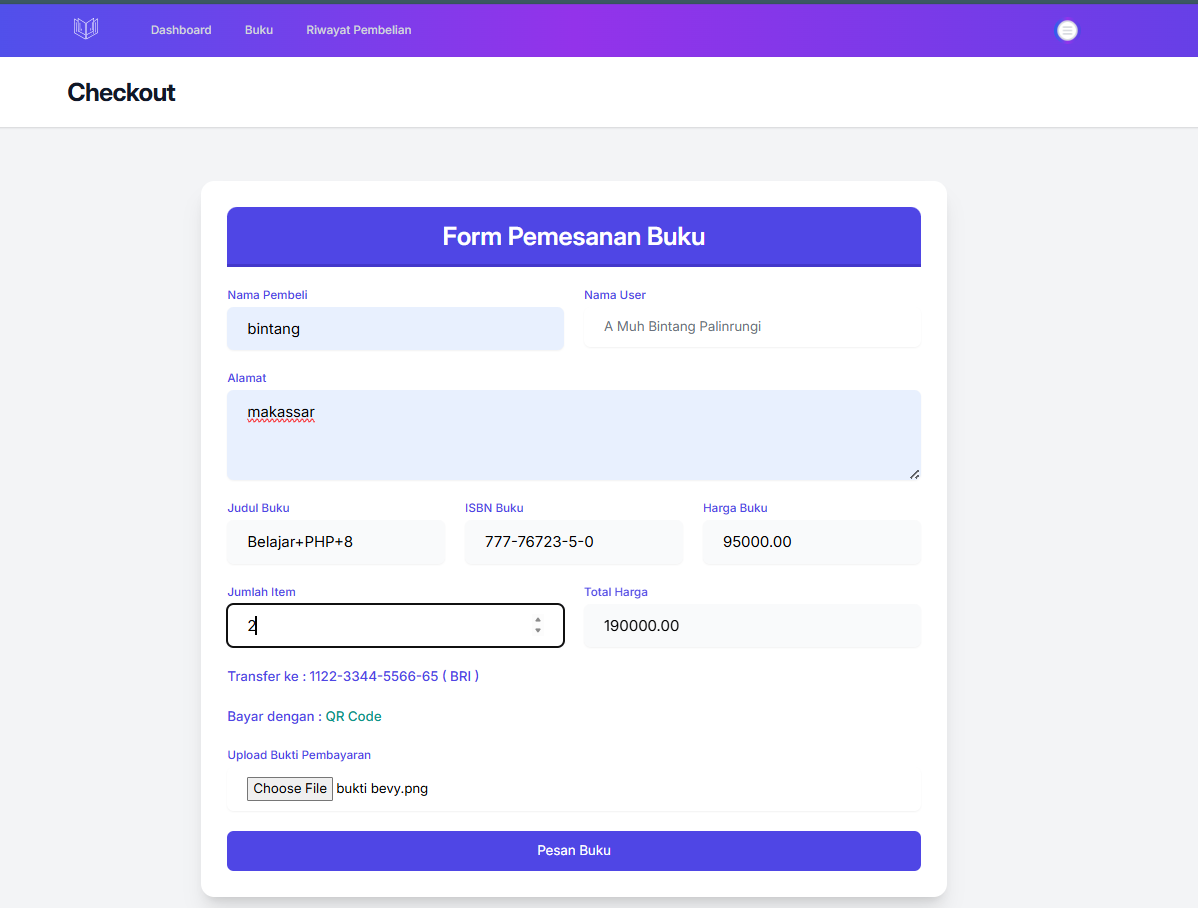 Dashboard Buku Riwayat Pembelian
Checkout
Form Pemesanan Buku
Nama Pembeli Nama User
bintang A Muh Bintang Palinrungi
Alamat
makassar
Judul Buku ISBN Buku Harga Buku
Belajar+PHP+8 777-76723-5-0 95000.00
Jumlah Item Total Harga
2 190000.00
Transfer ke : 1122-3344-5566-65 ( BRI )
Bayar dengan : QR Code
Upload Bukti Pembayaran
Choose File bukti bevy.png
Pesan Buku